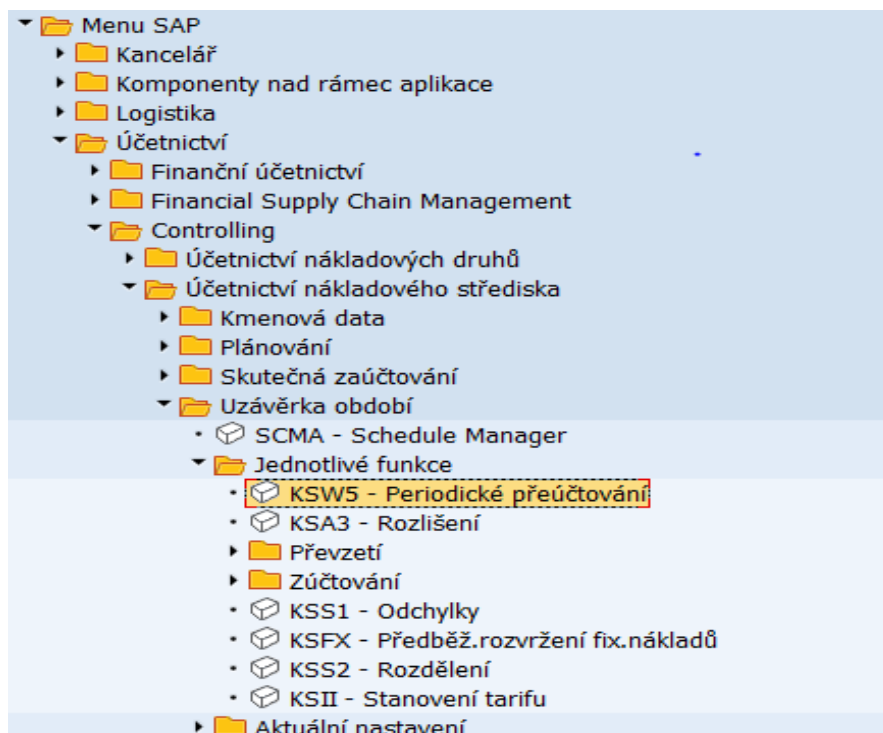 Menu SAP
Kancelář
Komponenty nad rámec aplikace
Logistika
Účetnictví
Finanční účetnictví
Financial Supply Chain Management
Controlling
Účetnictví nákladových druhů
Účetnictví nákladového střediska
Kmenová data
Plánování
Skutečná zaúčtování
Uzávěrka období
SCMA - Schedule Manager
Jednotlivé funkce
KSW5 - Periodické přeúčtování
KSA3 - Rozlišení
Převzetí
Zúčtování
KSS1 - Odchylky
KSFX - Předběž.rozvržení fix.nákladů
KSS2 - Rozdělení
KSII - Stanovení tarifu
Aktuální nastavení